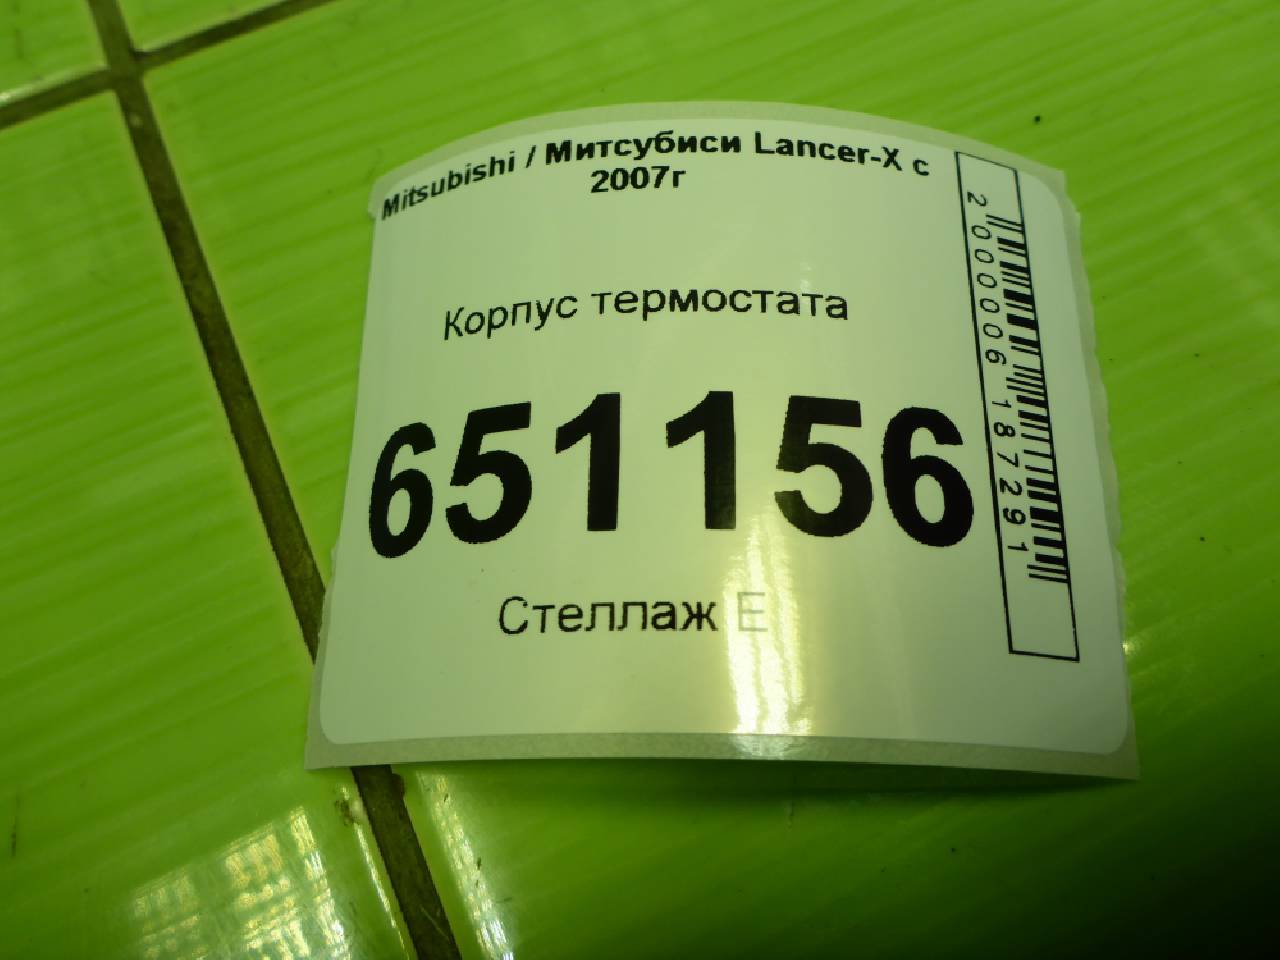 Mitsubishi / Митсубиси Lancer-X с
2007г
Корпус термостата
651156
Стеллаж E
2000006187291